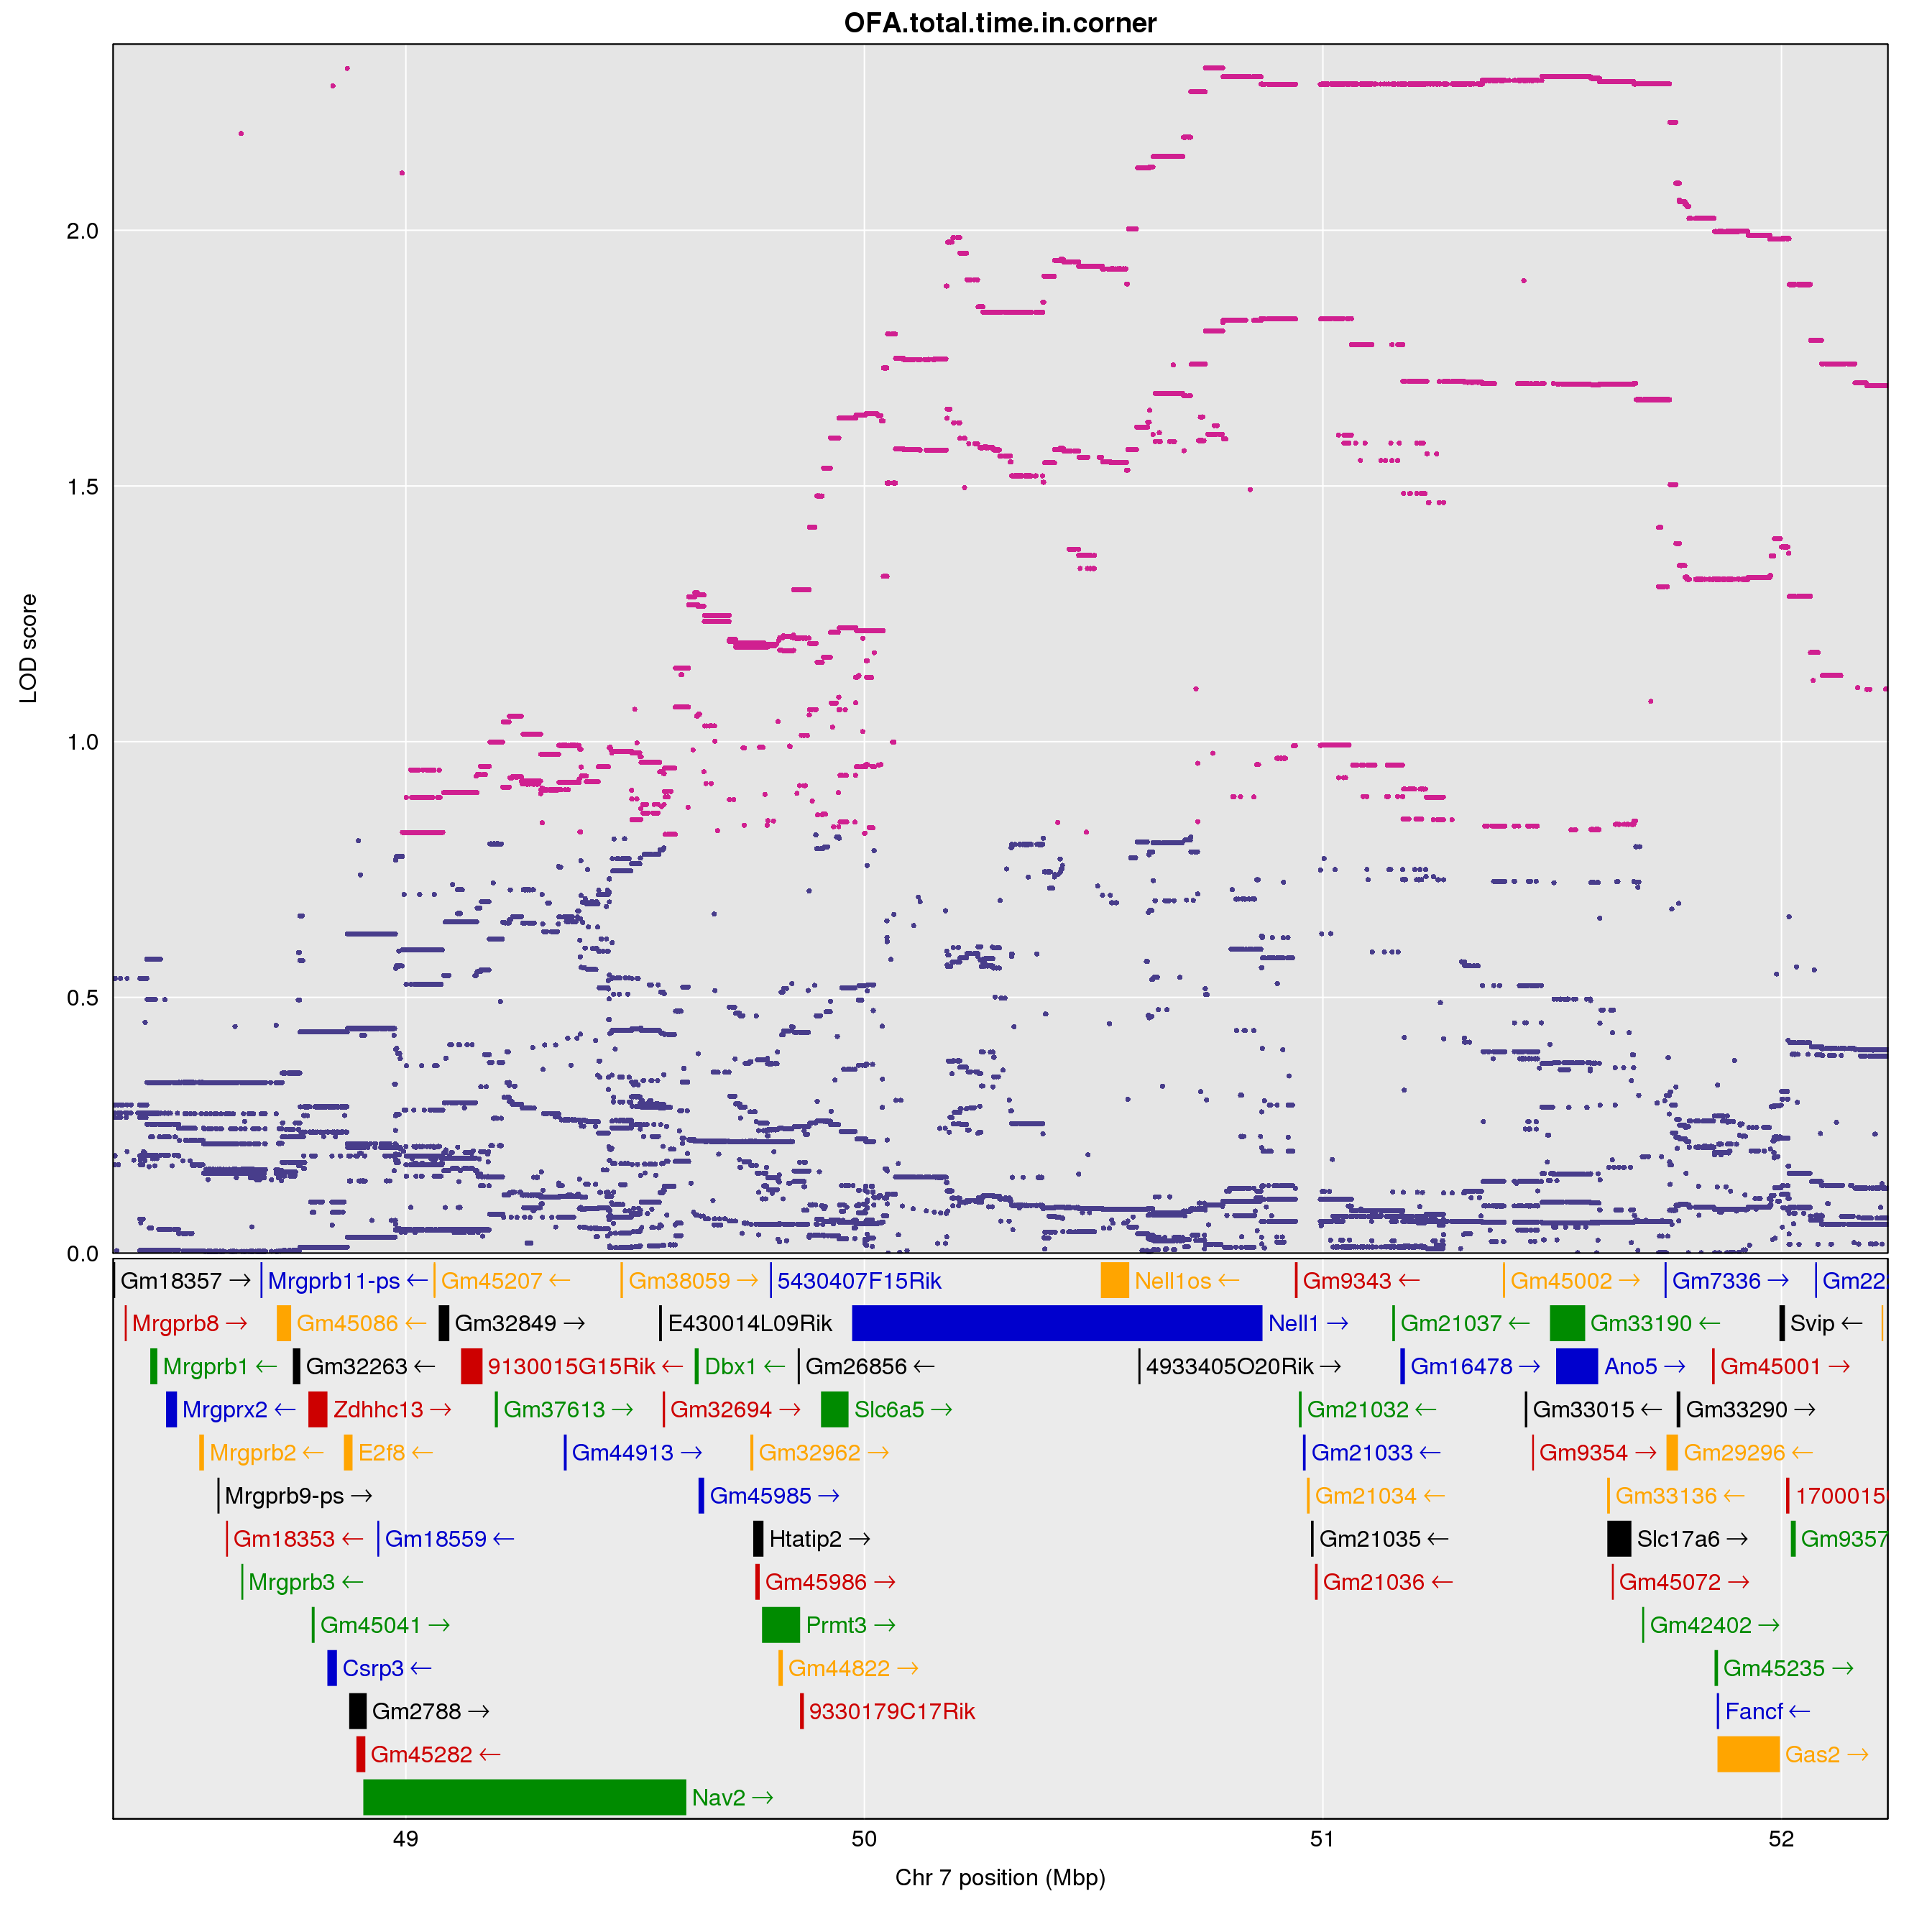 OFA.total.time.in.corner
LOD score
2.0
1.5
1.0
0.5
0.0
Gm18357 → Mrgprb11-ps ← Gm45207 ← Gm38059 → 5430407F15Rik Nell1os ← Gm9343 ← Gm45002 → Gm7336 → Gm22
Mrgprb8 → Gm45086 ← Gm32849 → E430014L09Rik Nell1 → Gm21037 ← Gm33190 ← Svip ←
Mrgprb1 ← Gm32263 ← 9130015G15Rik ← Dbx1 ← Gm26856 ← 4933405O20Rik → Gm16478 → Ano5 → Gm45001 →
Mrgprx2 ← Zdhhc13 → Gm37613 → Gm32694 → Slc6a5 → Gm21032 ← Gm33015 ← Gm33290 →
Mrgprb2 ← E2f8 ← Gm44913 → Gm32962 → Gm21033 ← Gm9354 → Gm29296 ←
Mrgprb9-ps → Gm45985 → Gm21034 ← Gm33136 ← 1700015
Gm18353 ← Gm18559 ← Htatip2 → Gm21035 ← Slc17a6 → Gm9357
Mrgprb3 ← Gm45986 → Gm21036 ← Gm45072 →
Gm45041 → Prmt3 → Gm42402 →
Csrp3 ← Gm44822 → Gm45235 →
Gm2788 → 9330179C17Rik Fancf ←
Gm45282 ← Gas2 →
Nav2 →
49 50 51 52
Chr 7 position (Mbp)